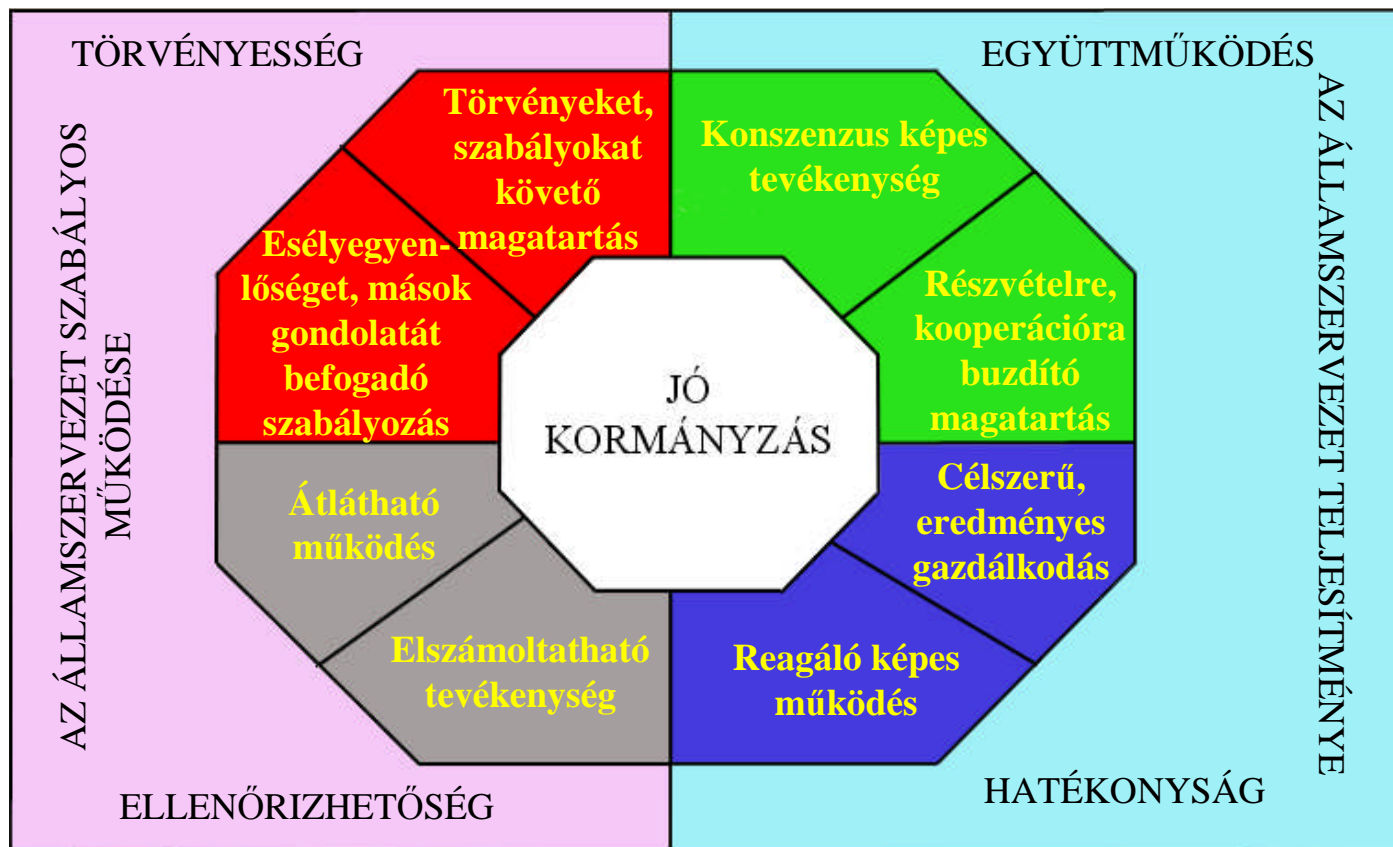 TÖRVÉNYESSÉG
EGYÜTTMŰKÖDÉS
AZ ÁLLAMSZERVEZET SZABÁLYOS
MŰKÖDÉSE
Törvényeket,
szabályokat
követő
magatartás
Konszenzus képes
tevékenység
Esélyegyen-
lőséget, mások
gondolatát
befogadó
szabályozás
Részvételre,
kooperációra
buzdító
magatartás
JÓ
KORMÁNYZÁS
Átlátható
működés
Célszerű,
eredményes
gazdálkodás
Elszámoltatható
tevékenység
Reagáló képes
működés
AZ ÁLLAMSZERVEZET TELJESÍTMÉNYE
ELLENŐRIZHETŐSÉG
HATÉKONYSÁG